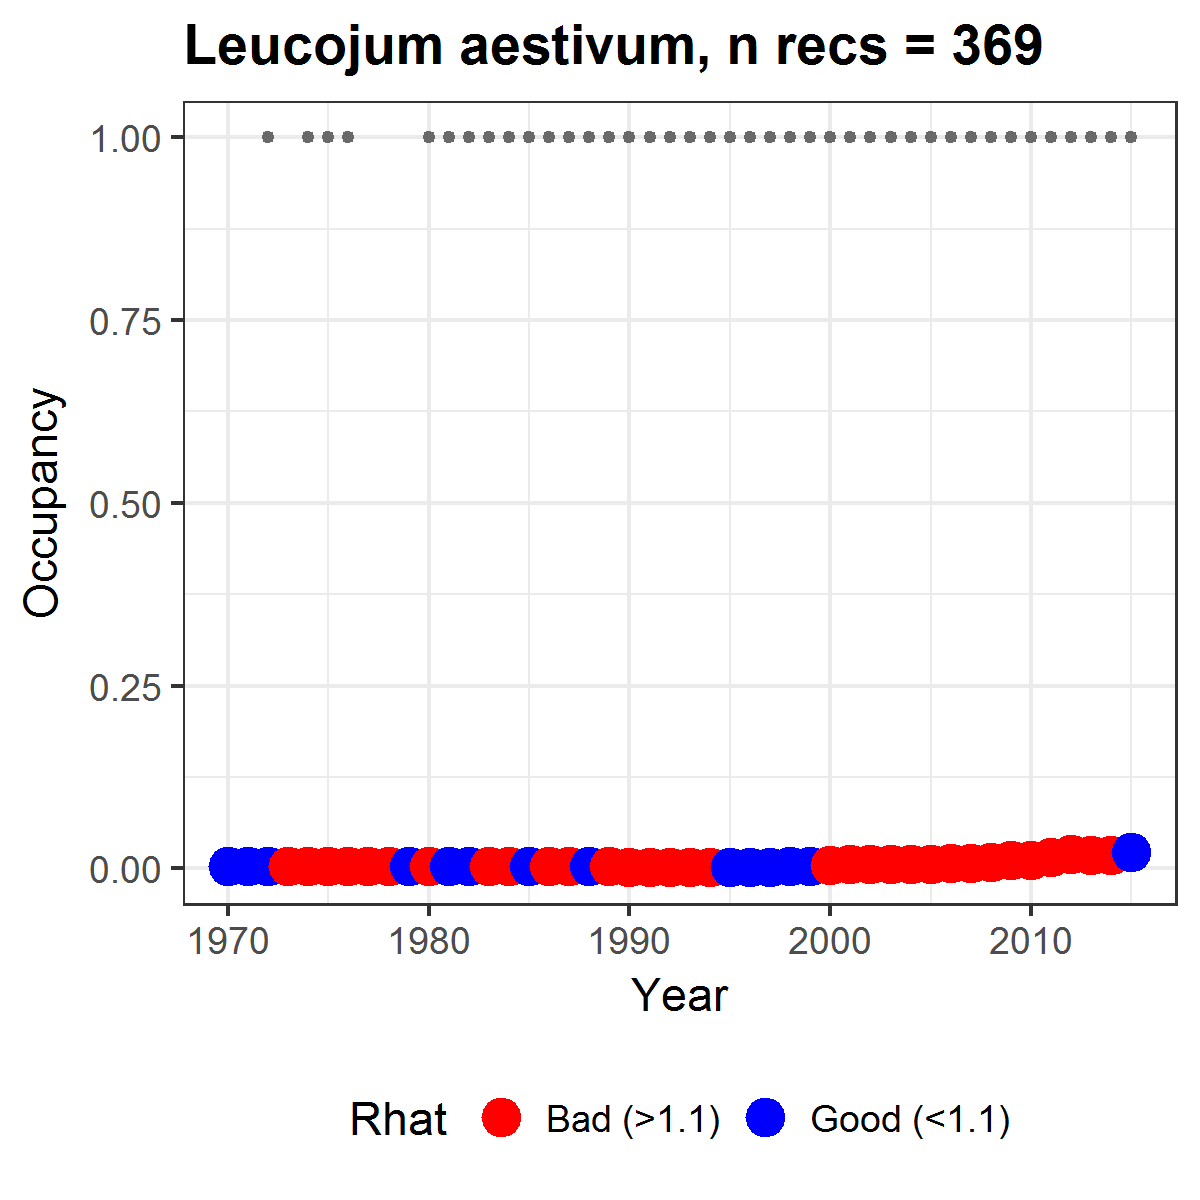 Leucojum aestivum, n recs = 369
1.00
0.75
0.50
0.25
0.00
Occupancy
1970 1980 1990 2000 2010
Year
Rhat Bad (>1.1) Good (<1.1)